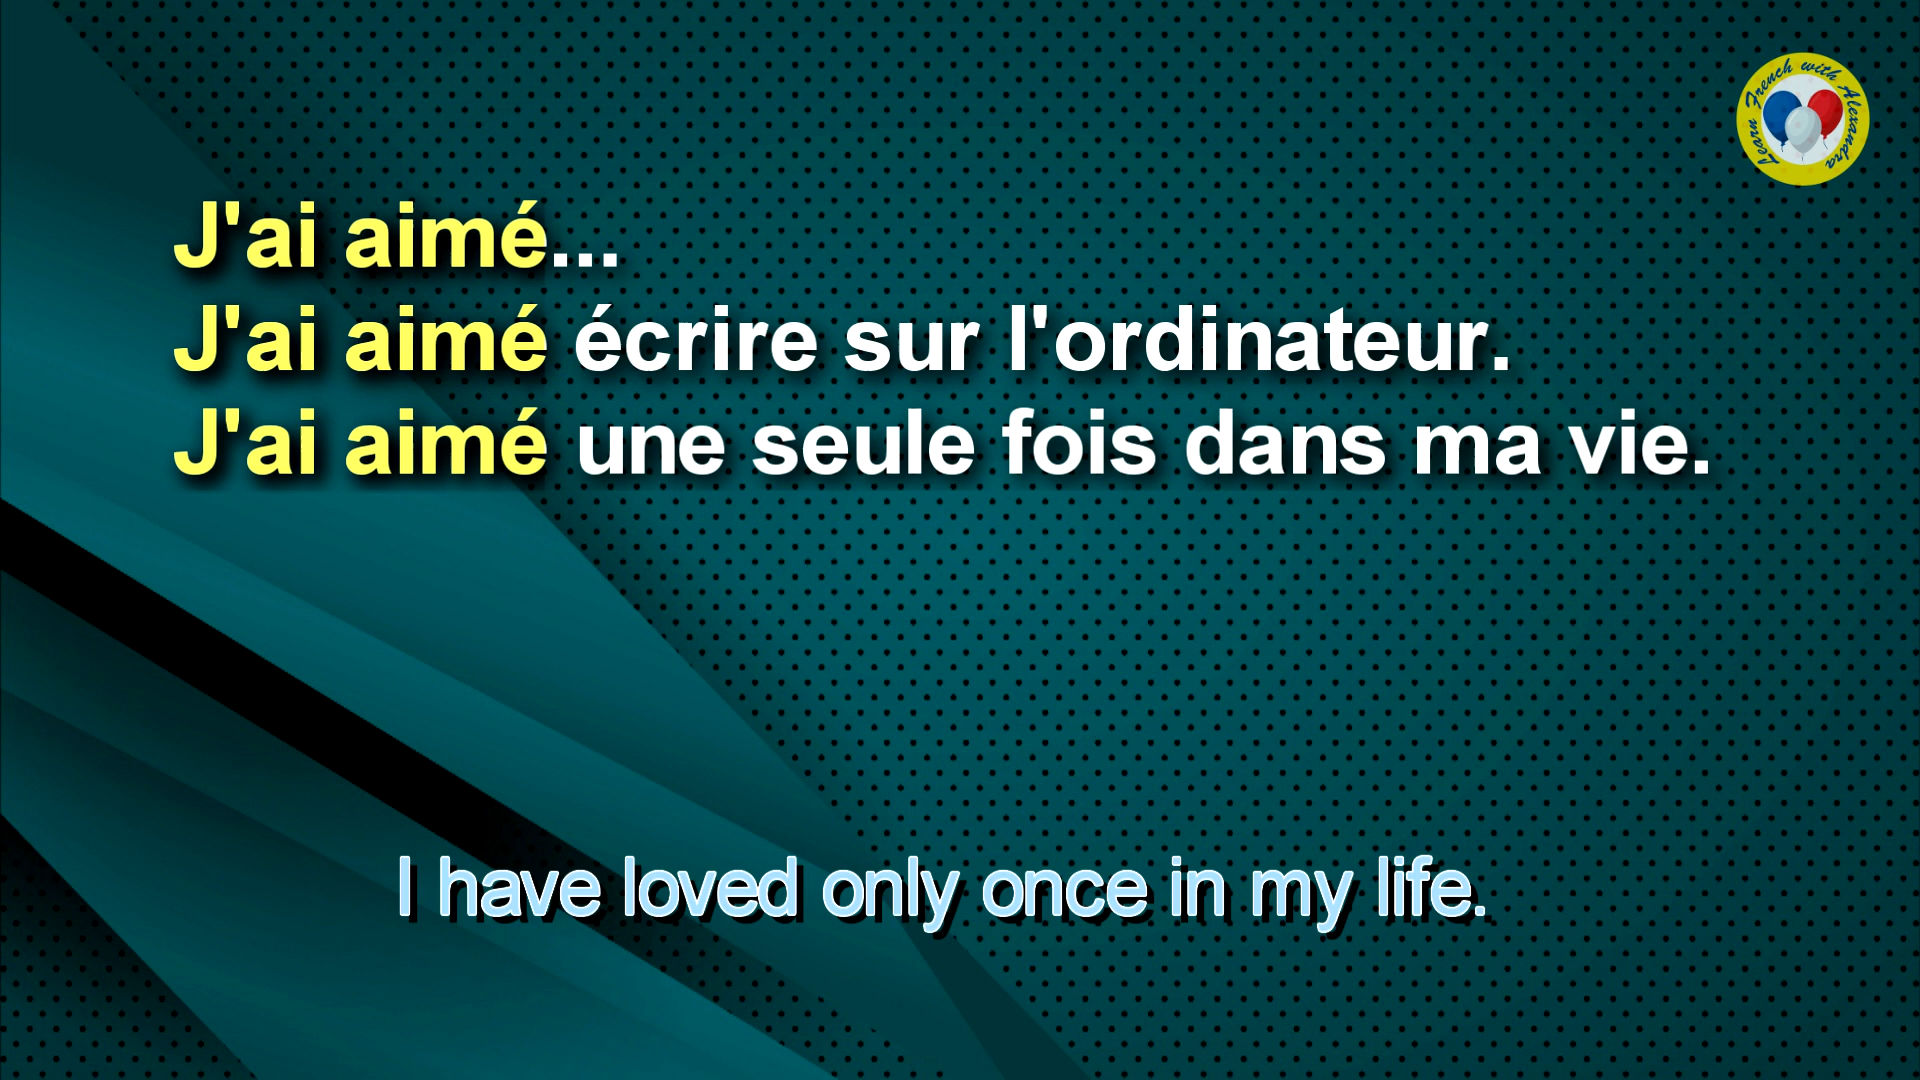 Learn French with Alexandra
J'ai aimé...
J'ai aimé écrire sur l'ordinateur.
J'ai aimé une seule fois dans ma vie.
I have loved only once in my life.